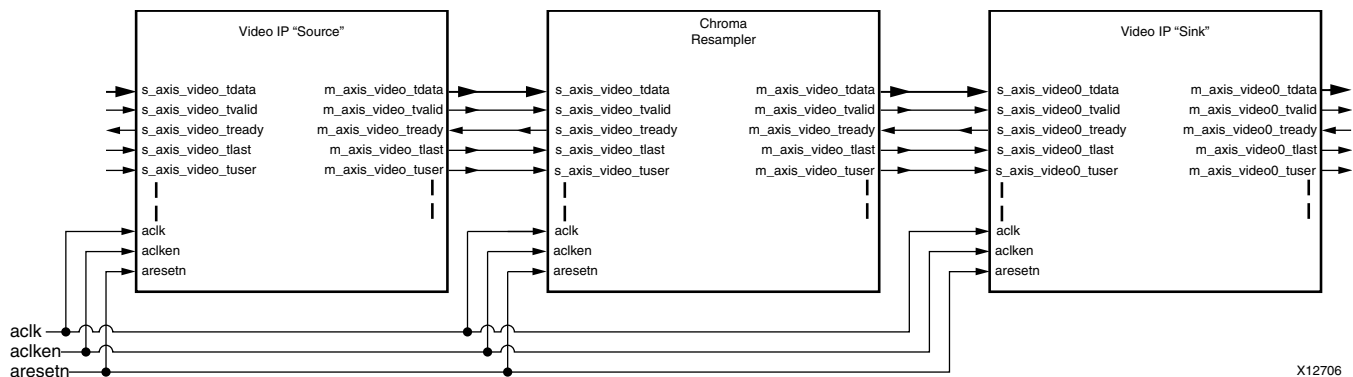 Video IP “Source”
s_axis_video_tdata
s_axis_video_tvalid
s_axis_video_tready
s_axis_video_tlast
s_axis_video_tuser
m_axis_video_tdata
m_axis_video_tvalid
m_axis_video_tready
m_axis_video_tlast
m_axis_video_tuser
aclk
aclken
aresetn
Chroma
Resampler
s_axis_video_tdata
s_axis_video_tvalid
s_axis_video_tready
s_axis_video_tlast
s_axis_video_tuser
m_axis_video_tdata
m_axis_video_tvalid
m_axis_video_tready
m_axis_video_tlast
m_axis_video_tuser
aclk
aclken
aresetn
Video IP “Sink”
s_axis_video0_tdata
s_axis_video0_tvalid
s_axis_video0_tready
s_axis_video0_tlast
s_axis_video0_tuser
m_axis_video0_tdata
m_axis_video0_tvalid
m_axis_video0_tready
m_axis_video0_tlast
m_axis_video0_tuser
aclk
aclken
aresetn
aclk
aclken
aresetn
X12706